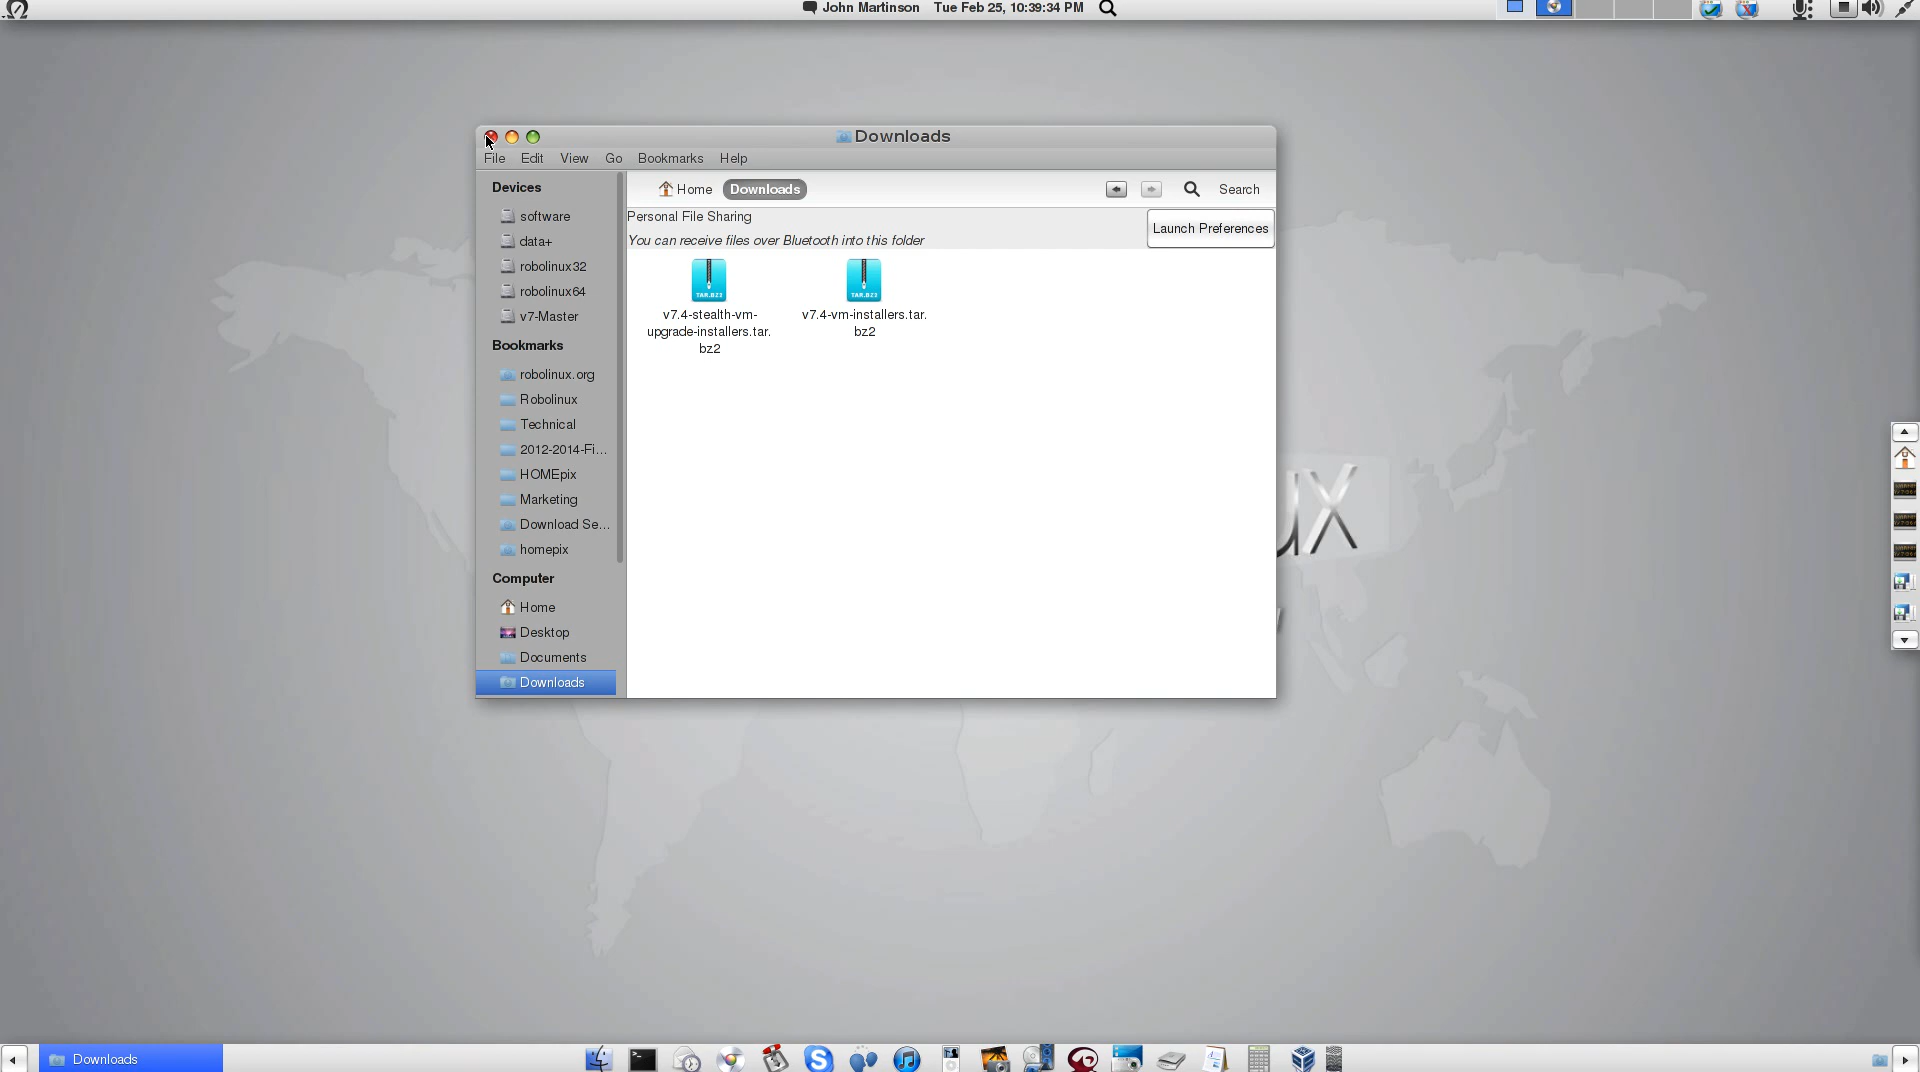 John Martinson Tue Feb 25, 10:39:34 PM
Downloads
File Edit View Go Bookmarks Help
Devices
software
data+
robolinux32
robolinux64
v7-Master
Bookmarks
robolinux.org
Robolinux
Technical
2012-2014-Fi...
HOMEpix
Marketing
Download Se...
homepix
Computer
Home
Desktop
Documents
Downloads
Home Downloads Search
Personal File Sharing
You can receive files over Bluetooth into this folder
Launch Preferences
v7.4-stealth-vm-
upgrade-installers.tar.
bz2
v7.4-vm-installers.tar.
bz2
UX
Downloads